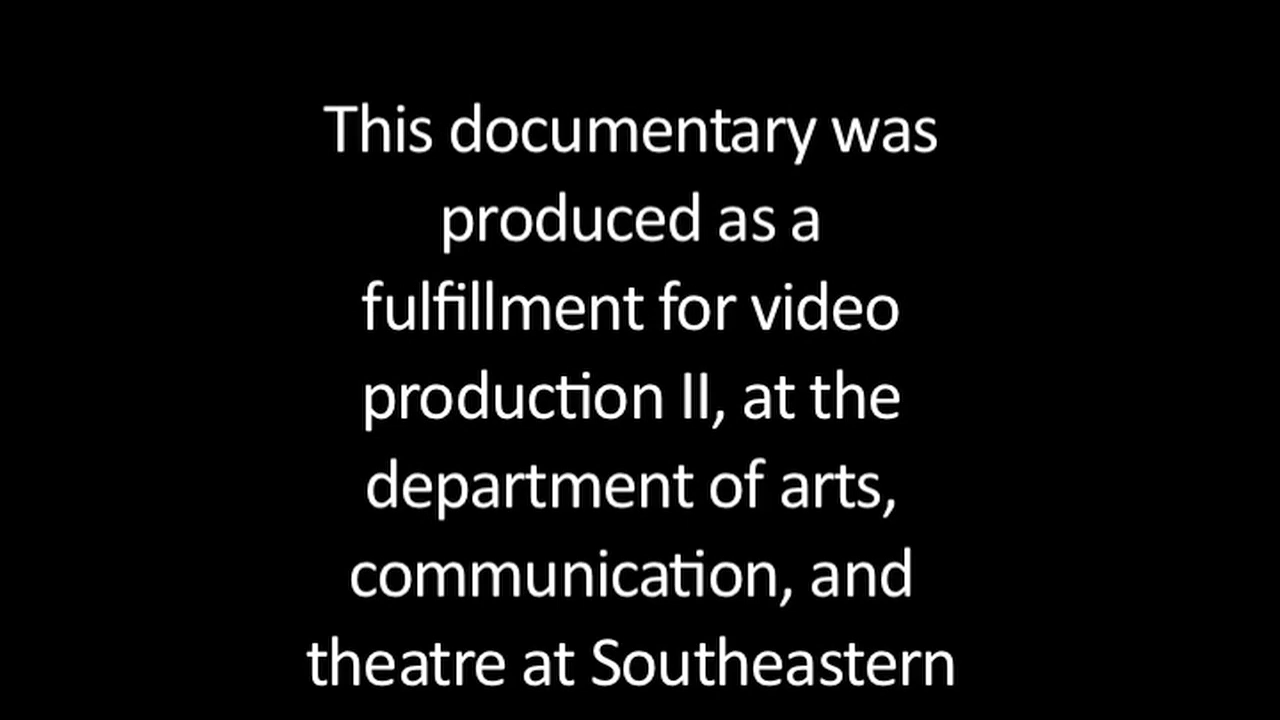 This documentary was
produced as a
fulfillment for video
production II, at the
department of arts,
communication, and
theatre at Southeastern